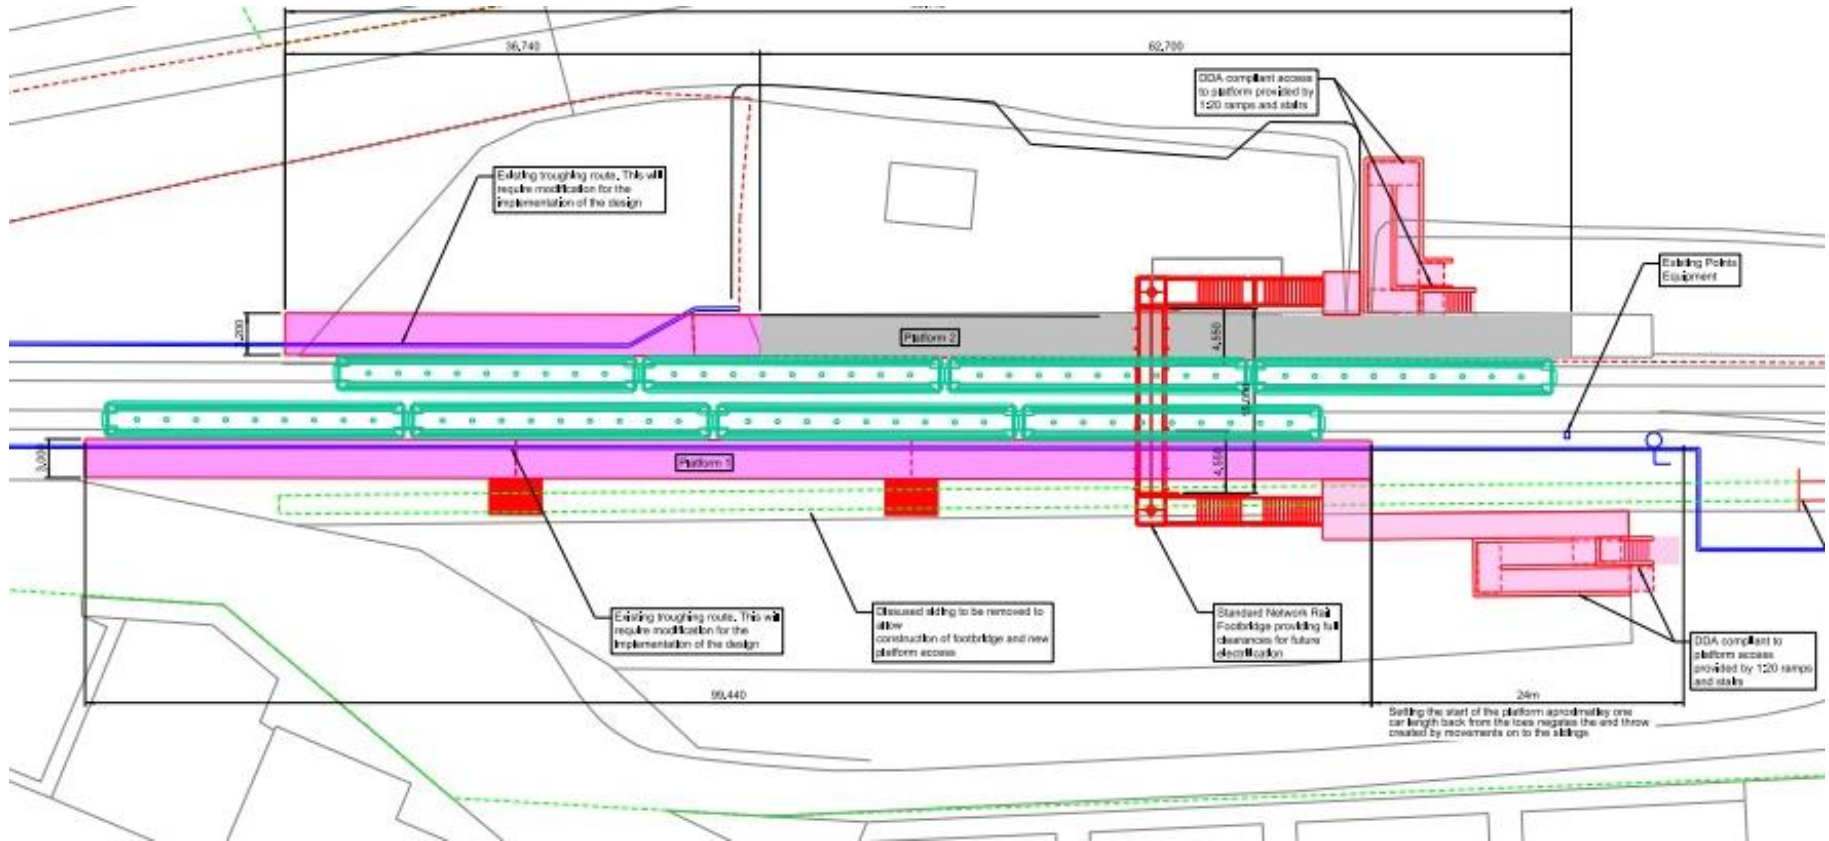 36,740
62,700
DDA compliant access
to platform provided by
1:20 ramps and stairs
Existing troughing route. This will
require modification for the
implementation of the design
Existing Points
Equipment
,200
Platform 2
4,550
3,000
Platform 1
4,550
Existing troughing route. This will
require modification for the
implementation of the design
Disused siding to be removed to
allow
construction of footbridge and new
platform access
Standard Network Rail
Footbridge providing full
clearances for future
electrification
DDA compliant to
platform access
provided by 1:20 ramps
and stairs
99,440
24m
Setting the start of the platform aproximatley one
car length back from the toes negates the end throw
created by movements on to the sidings